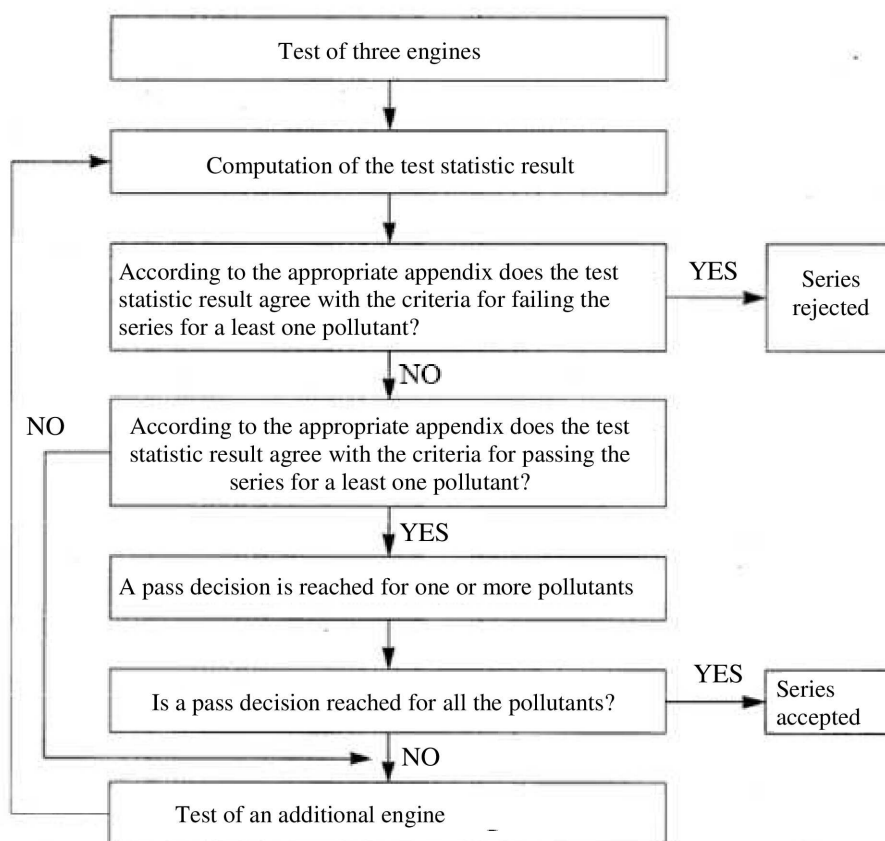 Test of three engines
Computation of the test statistic result
According to the appropriate appendix does the test
statistic result agree with the criteria for failing the
series for a least one pollutant?
YES
Series
rejected
NO
According to the appropriate appendix does the test
statistic result agree with the criteria for passing the
series for a least one pollutant?
NO
YES
A pass decision is reached for one or more pollutants
Is a pass decision reached for all the pollutants?
YES
Series
accepted
NO
Test of an additional engine